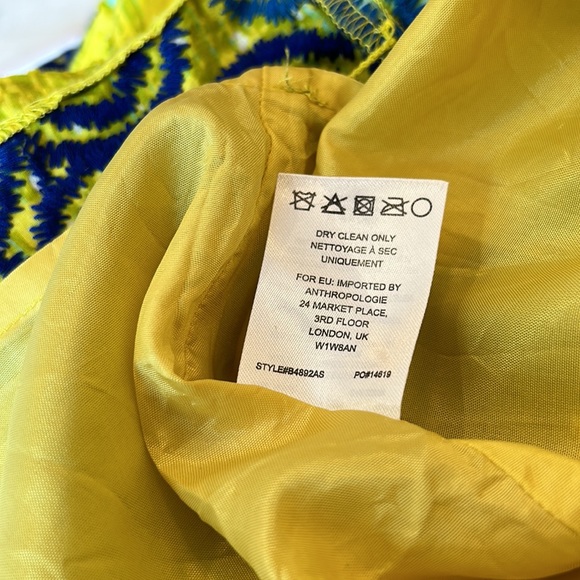 DRY CLEAN ONLY
NETTOYAGE À SEC
UNIQUEMENT
FOR EU: IMPORTED BY
ANTHROPOLOGIE
24 MARKET PLACE,
3RD FLOOR
LONDON, UK
W1W8AN
STYLE#B4892AS PO#14619